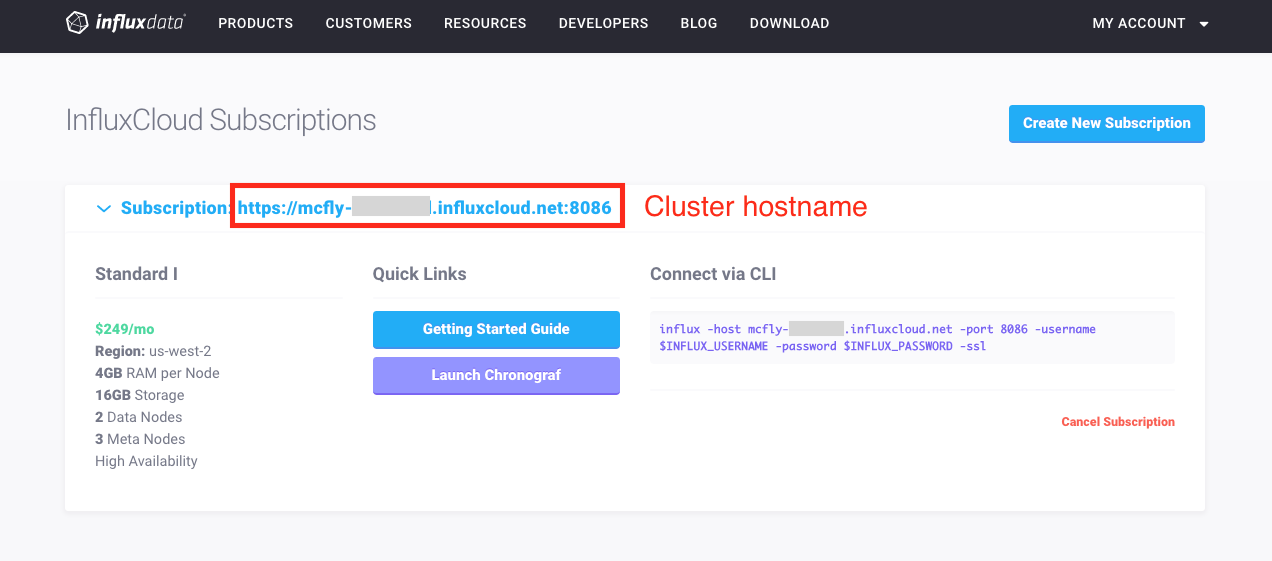 influxdata PRODUCTS CUSTOMERS RESOURCES DEVELOPERS BLOG DOWNLOAD MY ACCOUNT
InfluxCloud Subscriptions
Create New Subscription
Subscription: https://mcfly- .influxcloud.net:8086 Cluster hostname
Standard I
$249/mo
Region: us-west-2
4GB RAM per Node
16GB Storage
2 Data Nodes
3 Meta Nodes
High Availability
Quick Links
Getting Started Guide
Launch Chronograf
Connect via CLI
influx -host mcfly- .influxcloud.net -port 8086 -username
$INFLUX_USERNAME -password $INFLUX_PASSWORD -ssl
Cancel Subscription